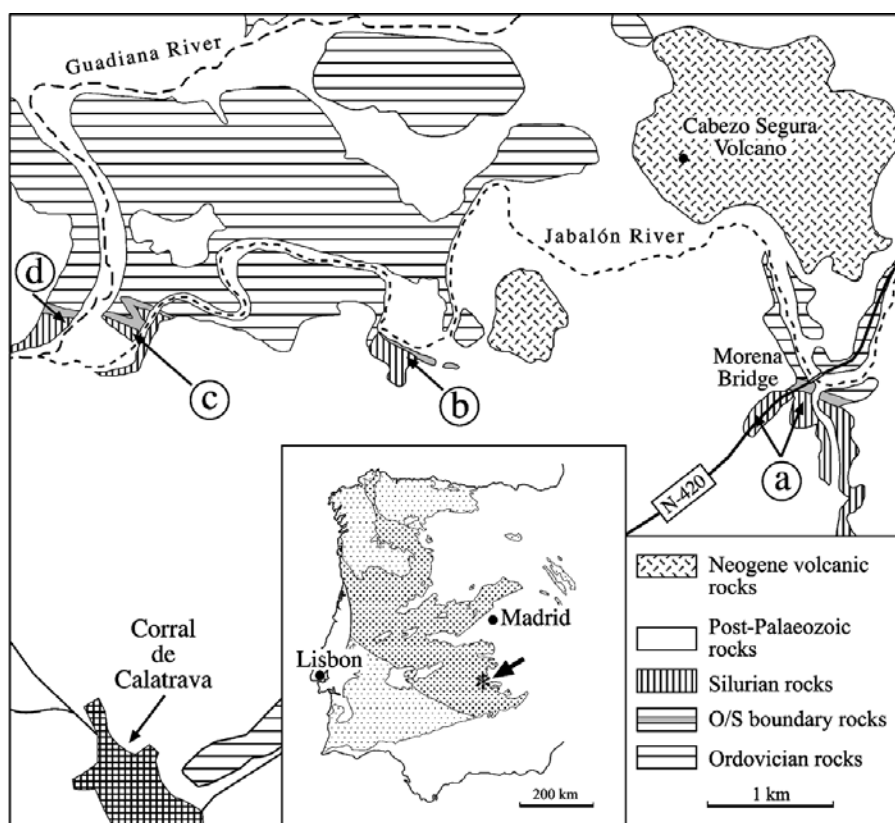 Guadiana River
Cabezo Segura
Volcano
Jabalón River
d
c
b
Morena
Bridge
a
N-420
Corral
de
Calatrava
Madrid
Lisbon
200 km
Neogene volcanic
rocks
Post-Palaeozoic
rocks
Silurian rocks
O/S boundary rocks
Ordovician rocks
1 km